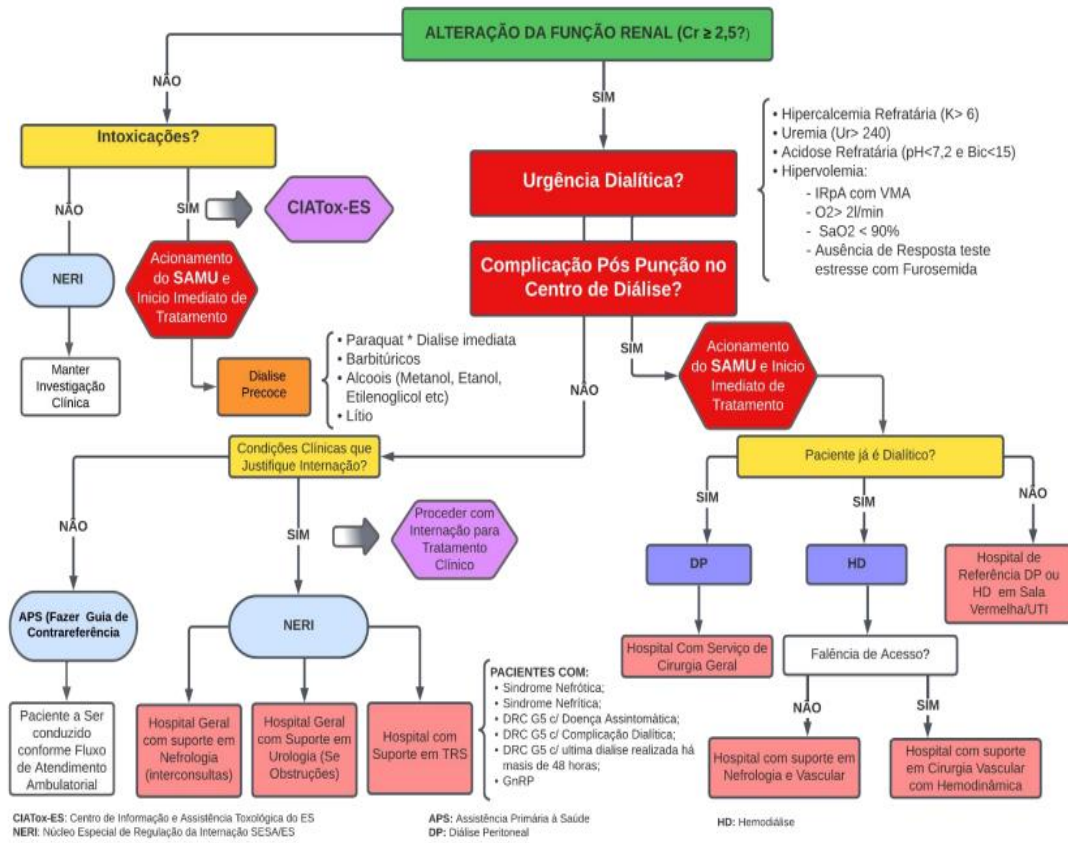 ALTERAÇÃO DA FUNÇÃO RENAL (Cr ≥ 2,5?)
NÃO
SIM
Intoxicações?
NÃO
SIM
CIATox-ES
NERI
Manter
Investigação
Clínica
Acionamento
do SAMU e
Inicio Imediato de
Tratamento
Dialise
Precoce
• Paraquat * Dialise imediata
• Barbitúricos
• Alcoois (Metanol, Etanol,
Etilenoglicol etc)
• Lítio
Urgência Dialítica?
• Hipercalcemia Refratária (K> 6)
• Uremia (Ur> 240)
• Acidose Refratária (pH<7,2 e Bic<15)
• Hipervolemia:
- IRpA com VMA
- O2> 2l/min
- SaO2 < 90%
- Ausência de Resposta teste
estresse com Furosemida
Complicação Pós Punção no
Centro de Diálise?
NÃO
SIM
Acionamento
do SAMU e Inicio
Imediato de
Tratamento
Condições Clínicas que
Justifique Internação?
NÃO
SIM
Proceder com
Internação para
Tratamento
Clínico
APS (Fazer Guia de
Contrareferência
Paciente a Ser
conduzido
conforme Fluxo
de Atendimento
Ambulatorial
NERI
Hospital Geral
com suporte em
Nefrologia
(interconsultas)
Hospital Geral
com Suporte em
Urologia (Se
Obstruções)
Hospital com
Suporte em TRS
PACIENTES COM:
• Sindrome Nefrótica;
• Sindrome Nefrítica;
• DRC G5 c/ Doença Assintomática;
• DRC G5 c/ Complicação Dialítica;
• DRC G5 c/ ultima dialise realizada há
masis de 48 horas;
• GnRP
Paciente já é Dialítico?
SIM
SIM
NÃO
DP
HD
Hospital de
Referência DP ou
HD em Sala
Vermelha/UTI
Hospital Com Serviço de
Cirurgia Geral
Falência de Acesso?
NÃO
SIM
Hospital com suporte em
Nefrologia e Vascular
Hospital com suporte
em Cirurgia Vascular
com Hemodinâmica
CIATox-ES: Centro de Informação e Assistência Toxológica do ES
NERI: Núcleo Especial de Regulação da Internação SESA/ES
APS: Assistência Primária à Saúde
DP: Diálise Peritoneal
HD: Hemodiálise